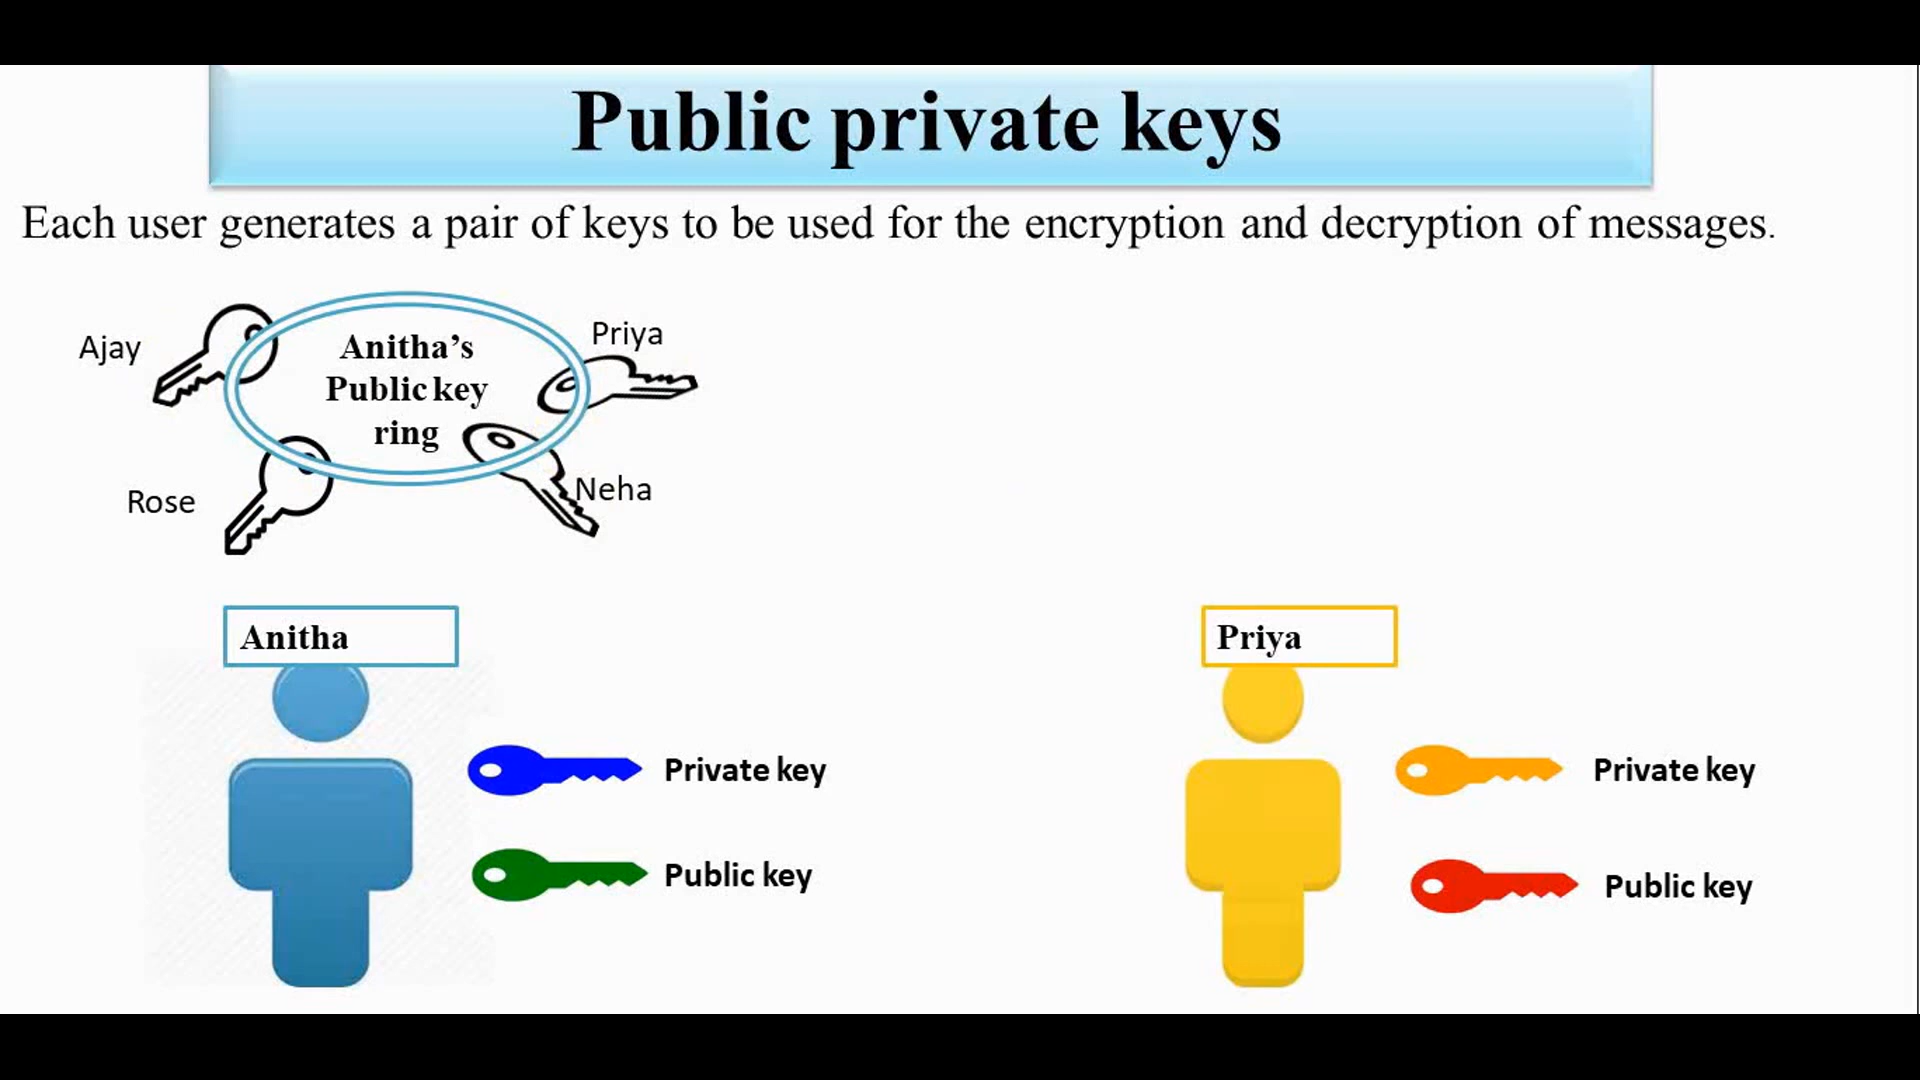 Public private keys
Each user generates a pair of keys to be used for the encryption and decryption of messages.
Ajay
Anitha’s
Public key
ring
Priya
Rose
Neha
Anitha
Priya
Private key
Public key
Private key
Public key